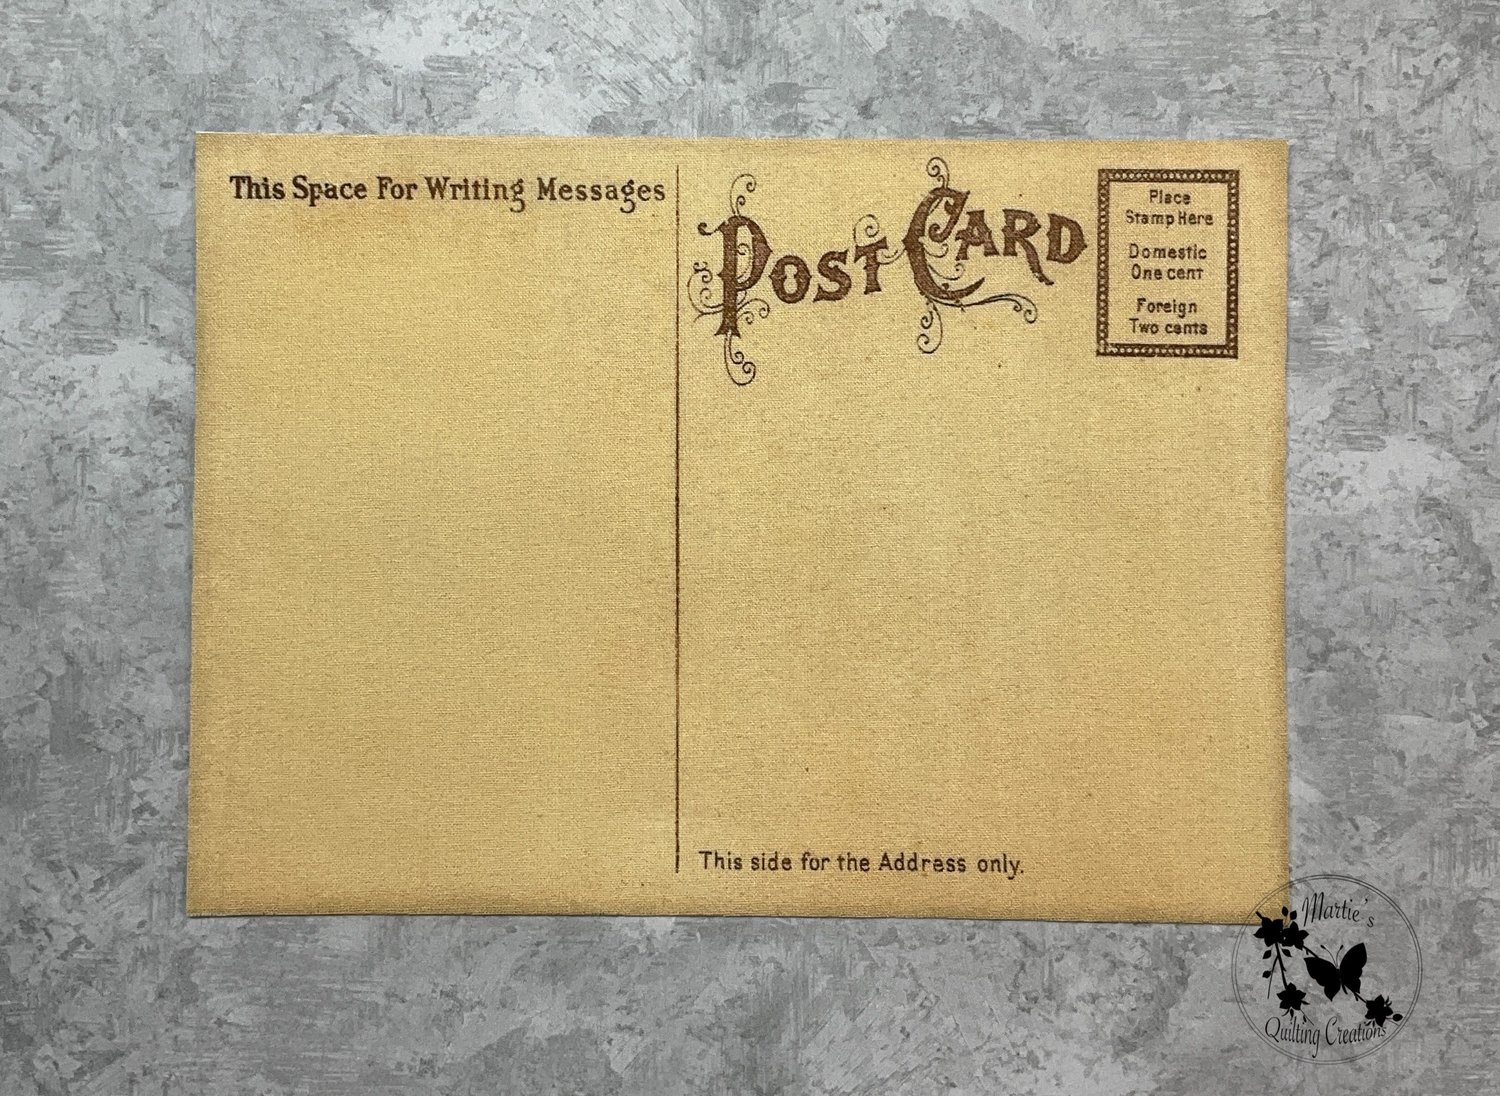 This Space For Writing Messages
Post Card
Place
Stamp Here
Domestic
One cent
Foreign
Two cents
This side for the Address only.
Martie's
Quilting Creations